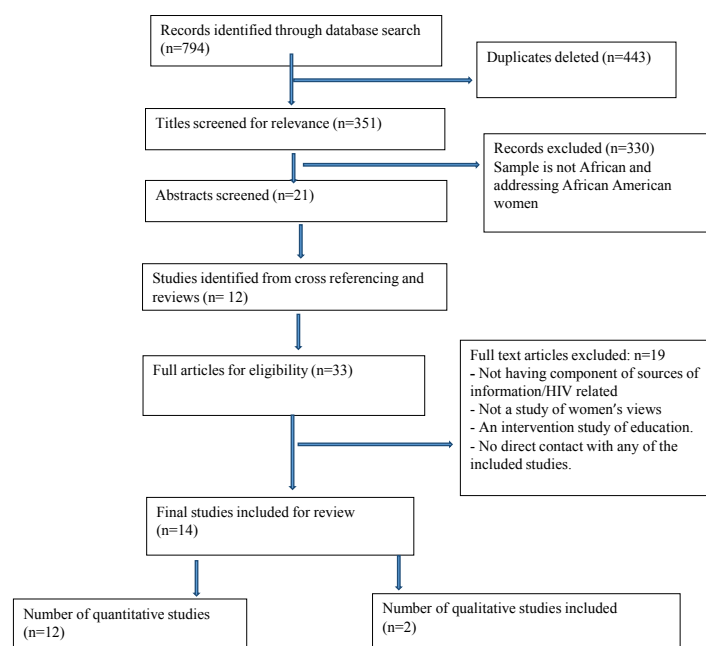 Records identified through database search
(n=794)
Duplicates deleted (n=443)
Titles screened for relevance (n=351)
Records excluded (n=330)
Sample is not African and
addressing African American
women
Abstracts screened (n=21)
Studies identified from cross referencing and
reviews (n= 12)
Full articles for eligibility (n=33)
Full text articles excluded: n=19
- Not having component of sources of
information/HIV related
- Not a study of women's views
- An intervention study of education.
- No direct contact with any of the
included studies.
Final studies included for review
(n=14)
Number of quantitative studies
(n=12)
Number of qualitative studies included
(n=2)